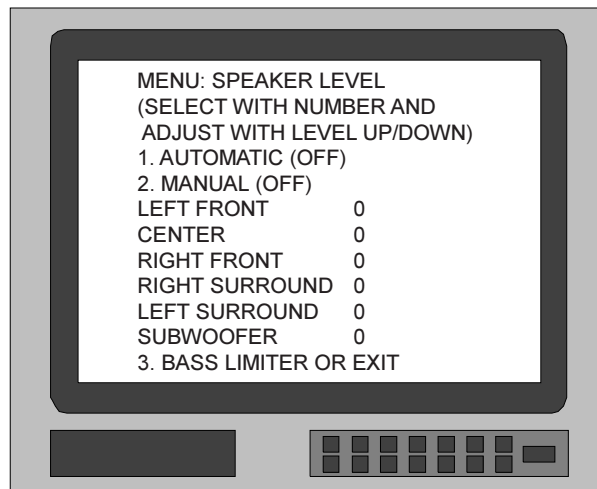 MENU: SPEAKER LEVEL
(SELECT WITH NUMBER AND
ADJUST WITH LEVEL UP/DOWN)
1. AUTOMATIC (OFF)
2. MANUAL (OFF)
LEFT FRONT 0
CENTER 0
RIGHT FRONT 0
RIGHT SURROUND 0
LEFT SURROUND 0
SUBWOOFER 0
3. BASS LIMITER OR EXIT